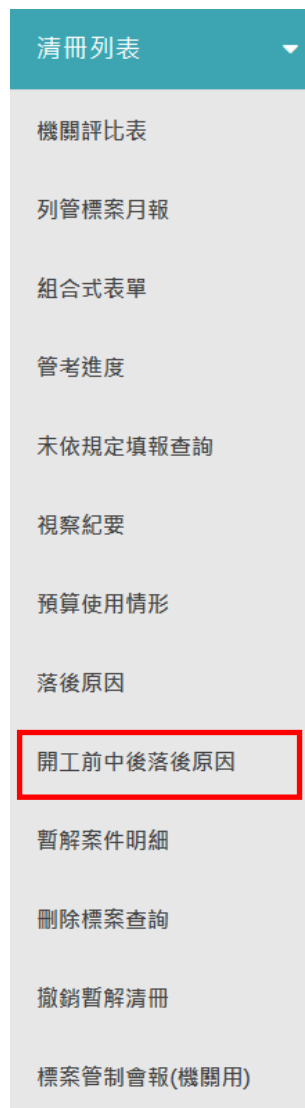 清冊列表
機關評比表
列管標案月報
組合式表單
管考進度
未依規定填報查詢
視察紀要
預算使用情形
落後原因
開工前中後落後原因
暫解案件明細
刪除標案查詢
撤銷暫解清冊
標案管制會報(機關用)